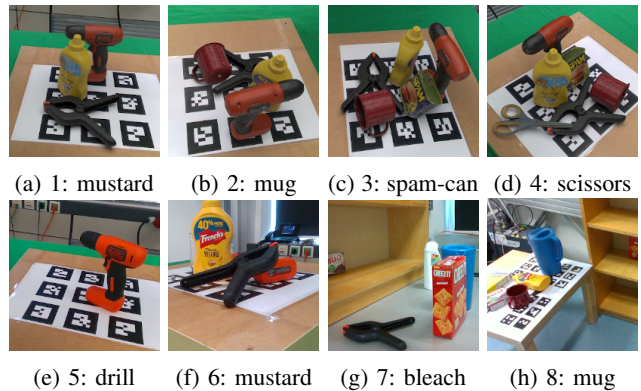 (a) 1: mustard
(b) 2: mug
(c) 3: spam-can
(d) 4: scissors
40%
French's
CHEEZ-IT
(e) 5: drill
(f) 6: mustard
(g) 7: bleach
(h) 8: mug